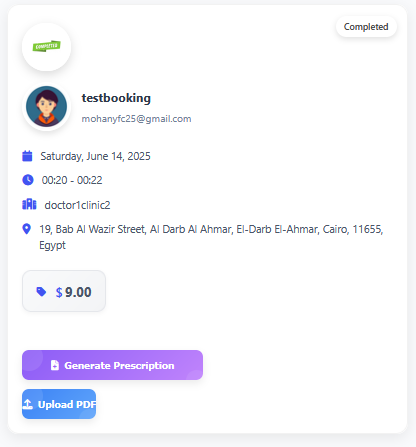 Completed
COMPLETED
testbooking
mohanyfc25@gmail.com
Saturday, June 14, 2025
00:20 - 00:22
doctor1clinic2
19, Bab Al Wazir Street, Al Darb Al Ahmar, El-Darb El-Ahmar, Cairo, 11655,
Egypt
$ 9.00
Generate Prescription
Upload PDF